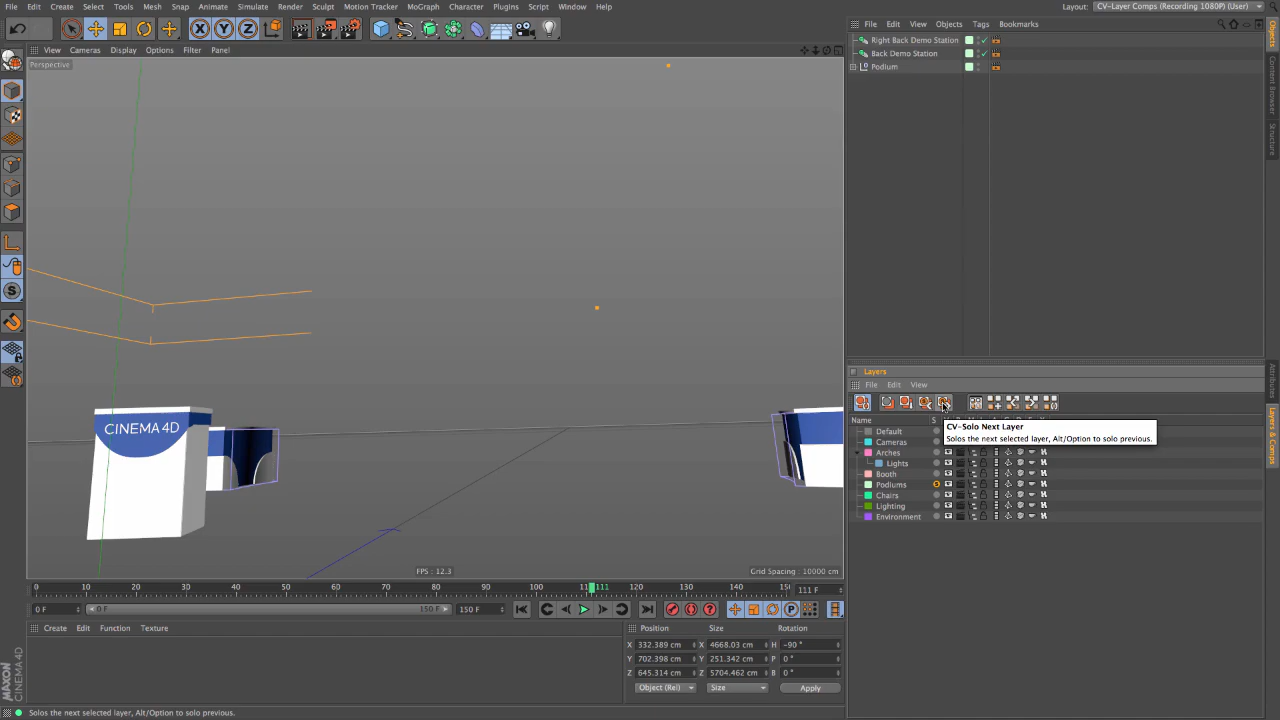 File Edit Create Select Tools Mesh Snap Animate Simulate Render Sculpt Motion Tracker MoGraph Character Plugins Script Window Help
Layout: CV-Layer Comps (Recording 1080P) (User)
View Cameras Display Options Filter Panel
File Edit View Objects Tags Bookmarks
Perspective
Right Back Demo Station
Back Demo Station
Podium
Objects
Content Browser
Structure
Attributes
Layers & Comps
CINEMA 4D
FPS : 12.3
Grid Spacing : 10000 cm
Layers
File Edit View
Name S
CV-Solo Next Layer
Solos the next selected layer, Alt/Option to solo previous.
Default
Cameras
Arches
Lights
Booth
Podiums
Chairs
Lighting
Environment
0 10 20 30 40 50 60 70 80 90 100 111 120 130 140 111 F
0 F 0 F 150 F 150 F
Create Edit Function Texture
Position Size Rotation
X 332.389 cm X 4668.03 cm H -90 °
Y 702.398 cm Y 251.342 cm P 0 °
Z 645.314 cm Z 5704.462 cm B 0 °
Object (Rel) Size Apply
MAXON
CINEMA 4D
Solos the next selected layer, Alt/Option to solo previous.